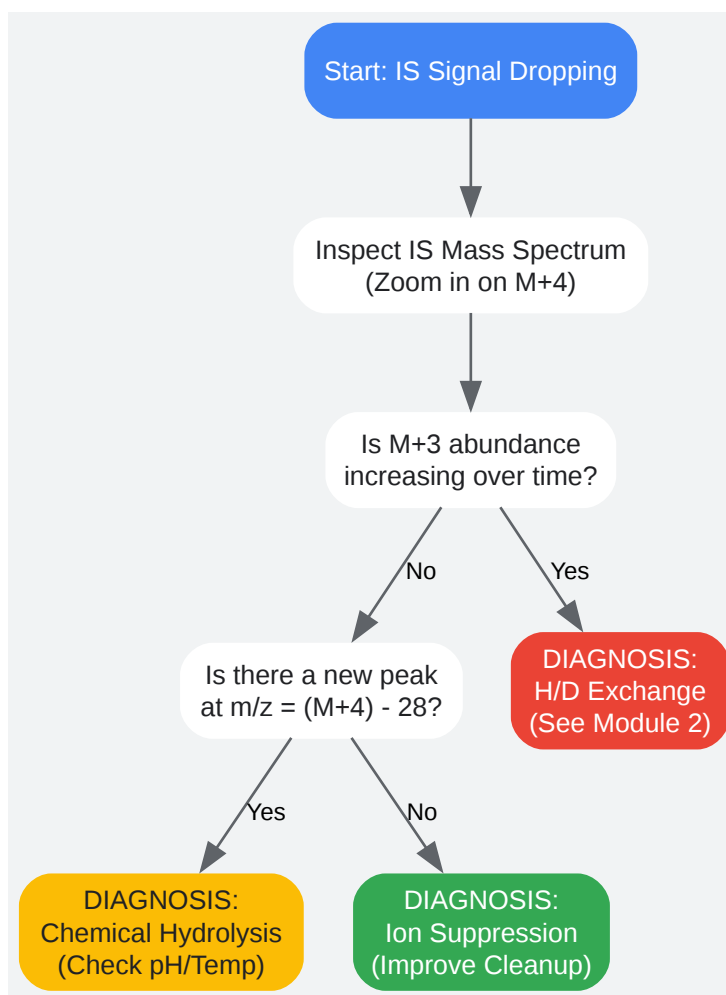 Start: IS Signal Dropping
Inspect IS Mass Spectrum
(Zoom in on M+4)
Is M+3 abundance
increasing over time?
No
Yes
Is there a new peak
at m/z = (M+4) - 28?
DIAGNOSIS:
H/D Exchange
(See Module 2)
Yes
No
DIAGNOSIS:
Chemical Hydrolysis
(Check pH/Temp)
DIAGNOSIS:
Ion Suppression
(Improve Cleanup)